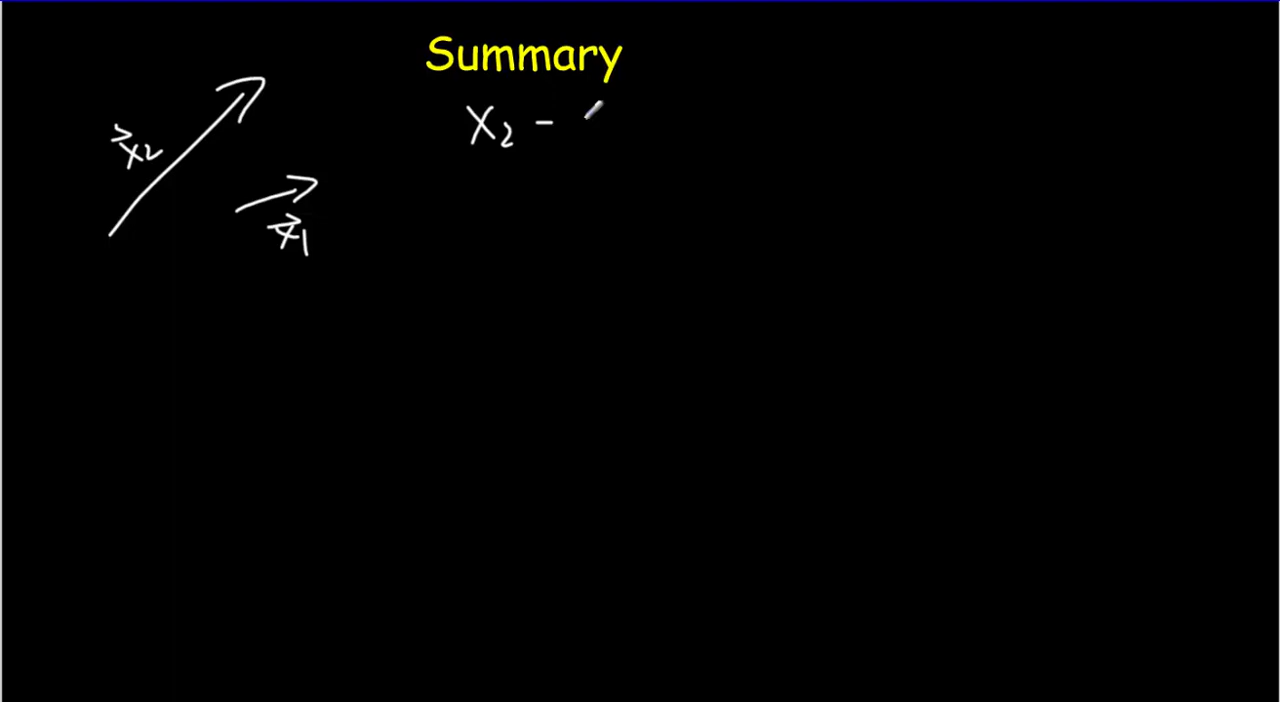 Summary
X₂ -
x⃗₂
x⃗₁